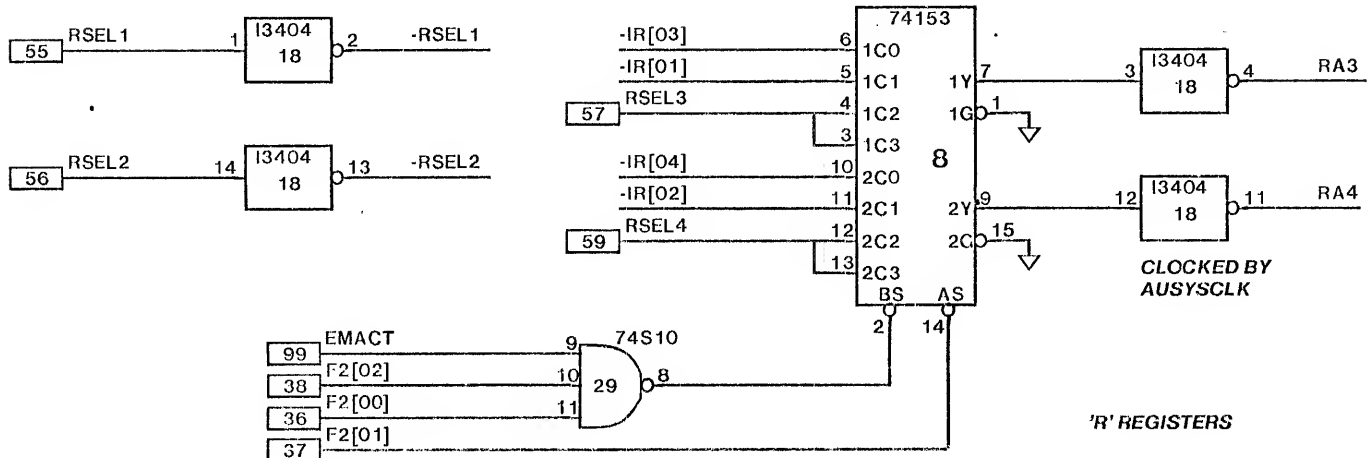 55 RSEL1 1 I3404 18 2 -RSEL1
56 RSEL2 14 I3404 18 13 -RSEL2
74153
-IR[03] 6 1C0
-IR[01] 5 1C1
57 RSEL3 4 1C2
3 1C3
-IR[04] 10 2C0
-IR[02] 11 2C1
59 RSEL4 12 2C2
13 2C3
8
1Y 7
1G 1
2Y 9
2G 15
BS AS
2 14
3 I3404 18 4 RA3
12 I3404 18 11 RA4
CLOCKED BY
AUSYSCLK
99 EMACT 9 74S10
38 F2[02] 10 29 8
36 F2[00] 11
37 F2[01]
'R' REGISTERS